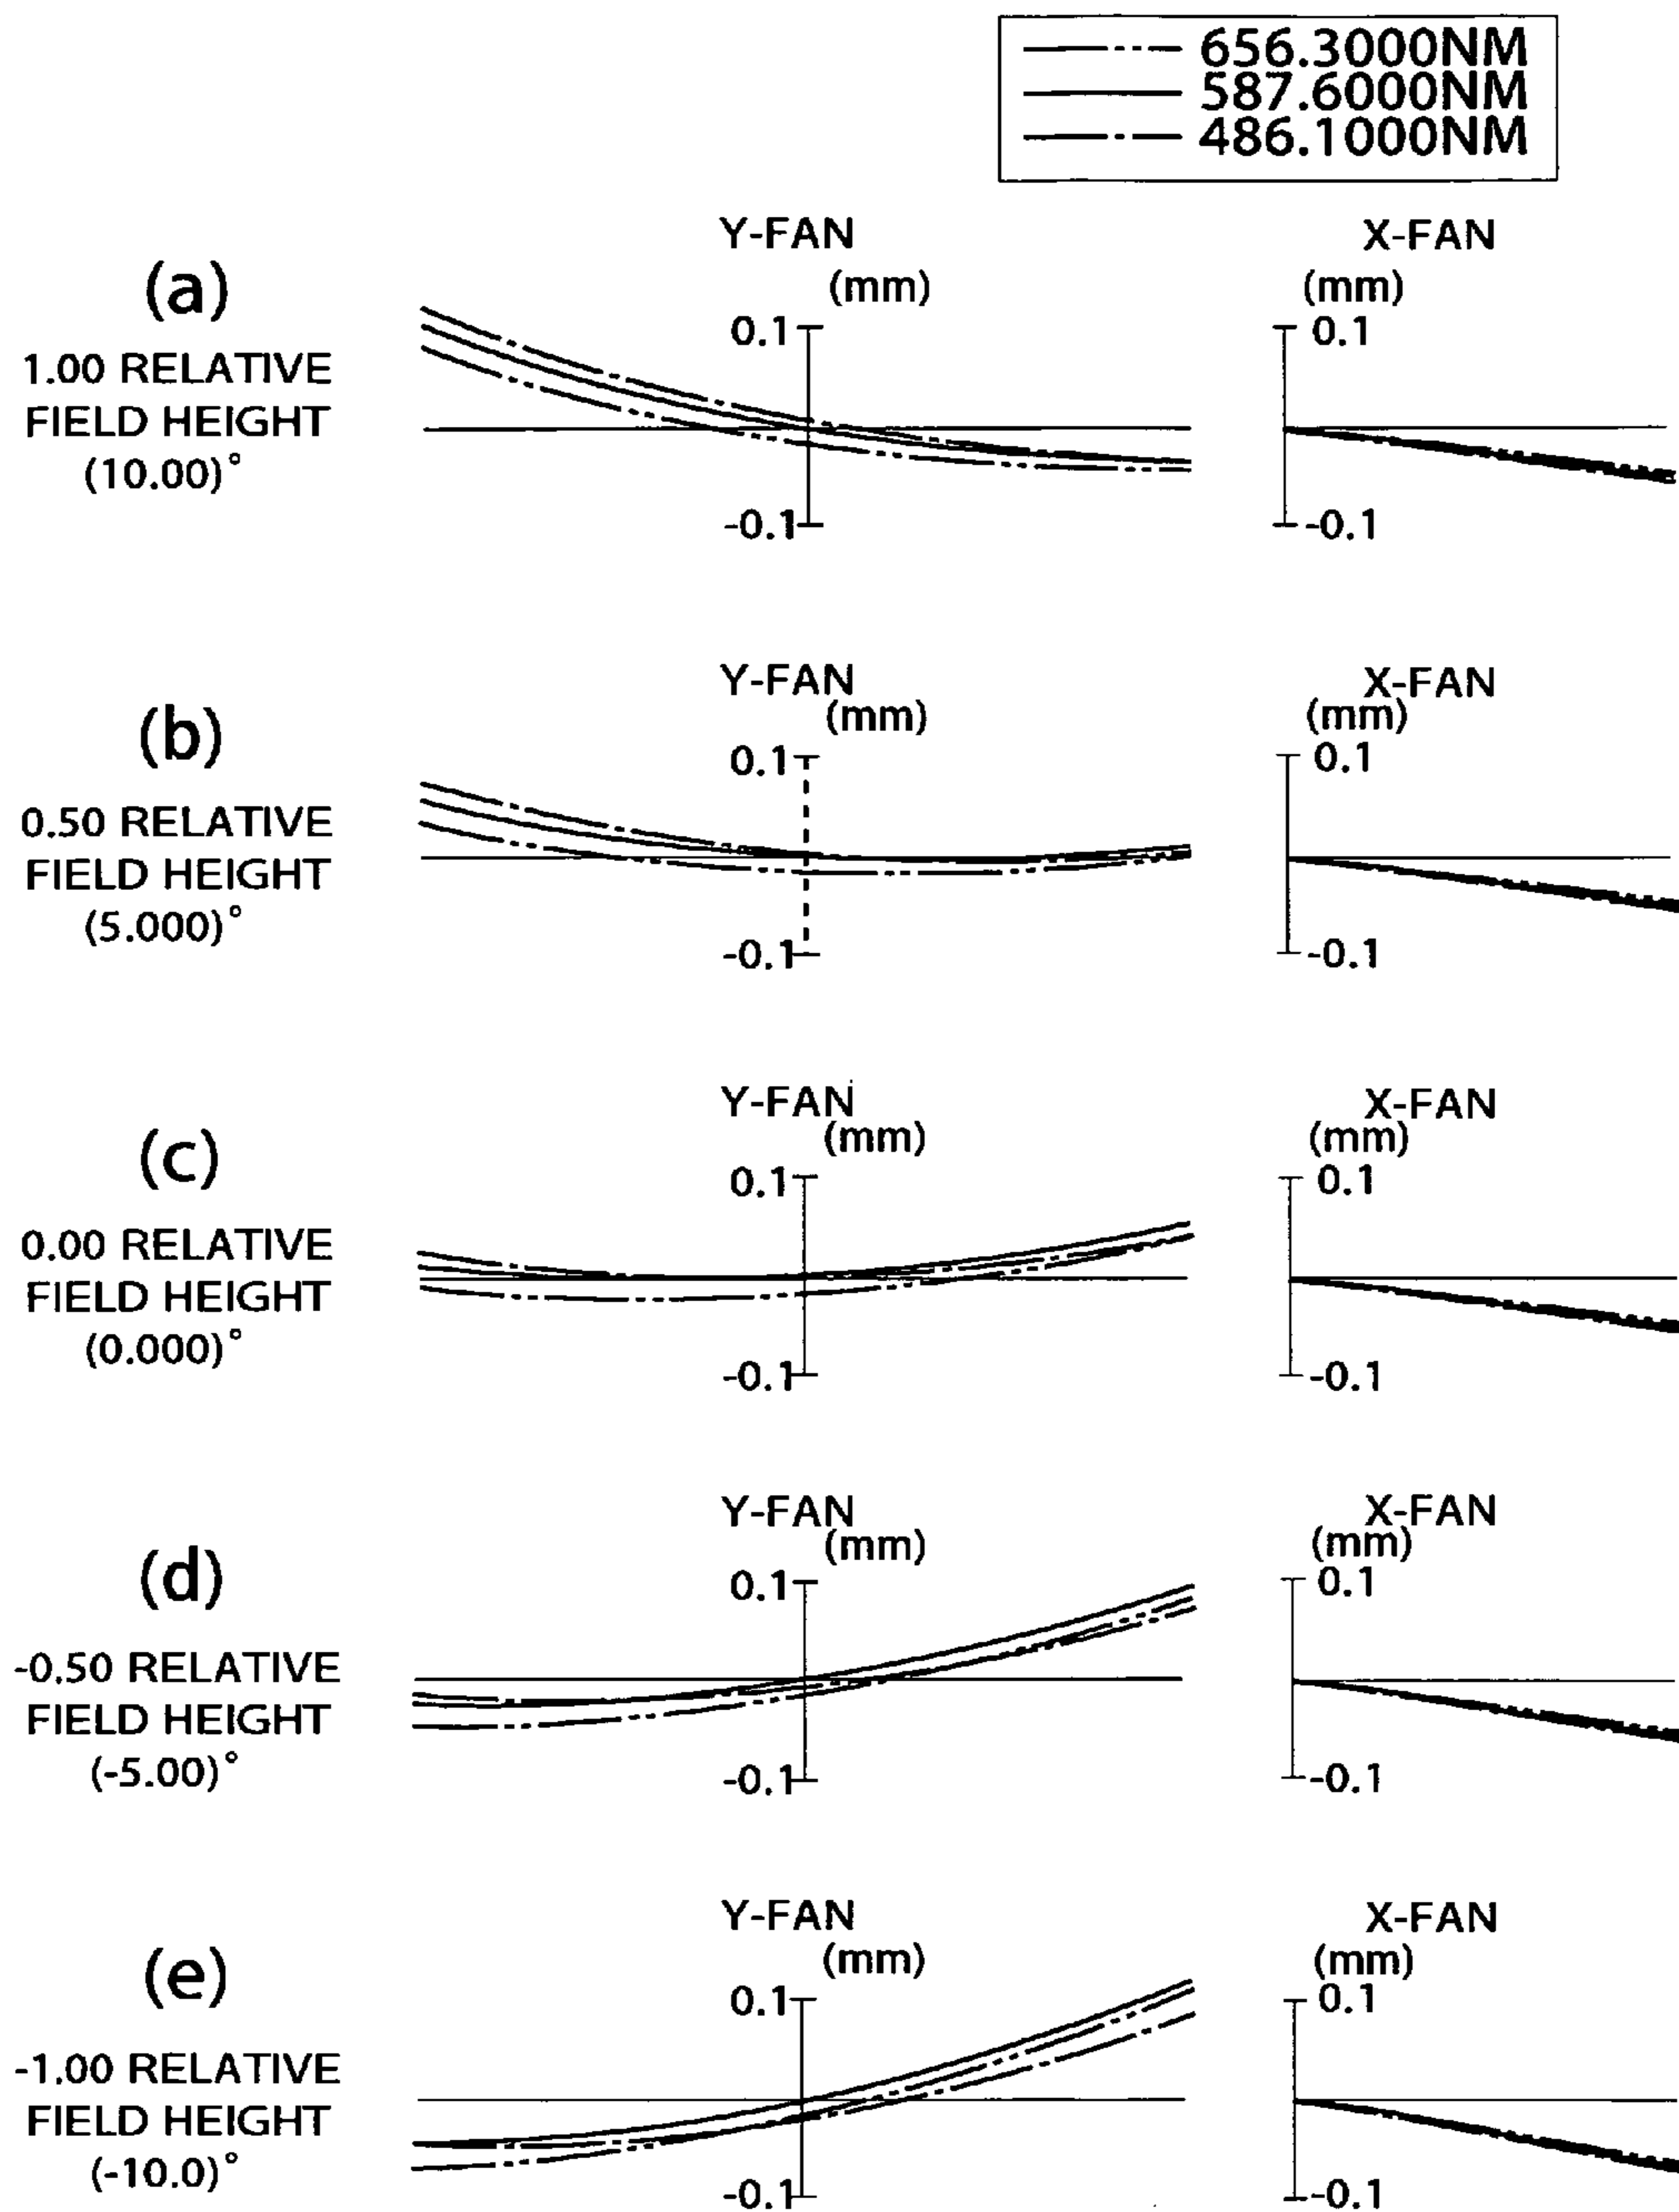 656.3000NM
587.6000NM
486.1000NM
Y-FAN
X-FAN
(a)
(mm)
(mm)
1.00 RELATIVE
FIELD HEIGHT
(10.00)°
0.1
0.1
-0.1
-0.1
Y-FAN
X-FAN
(b)
(mm)
(mm)
0.50 RELATIVE
FIELD HEIGHT
(5.000)°
0.1
0.1
-0.1
-0.1
Y-FAN
X-FAN
(c)
(mm)
(mm)
0.00 RELATIVE
FIELD HEIGHT
(0.000)°
0.1
0.1
-0.1
-0.1
Y-FAN
X-FAN
(d)
(mm)
(mm)
-0.50 RELATIVE
FIELD HEIGHT
(-5.00)°
0.1
0.1
-0.1
-0.1
Y-FAN
X-FAN
(e)
(mm)
(mm)
-1.00 RELATIVE
FIELD HEIGHT
(-10.0)°
0.1
0.1
-0.1
-0.1